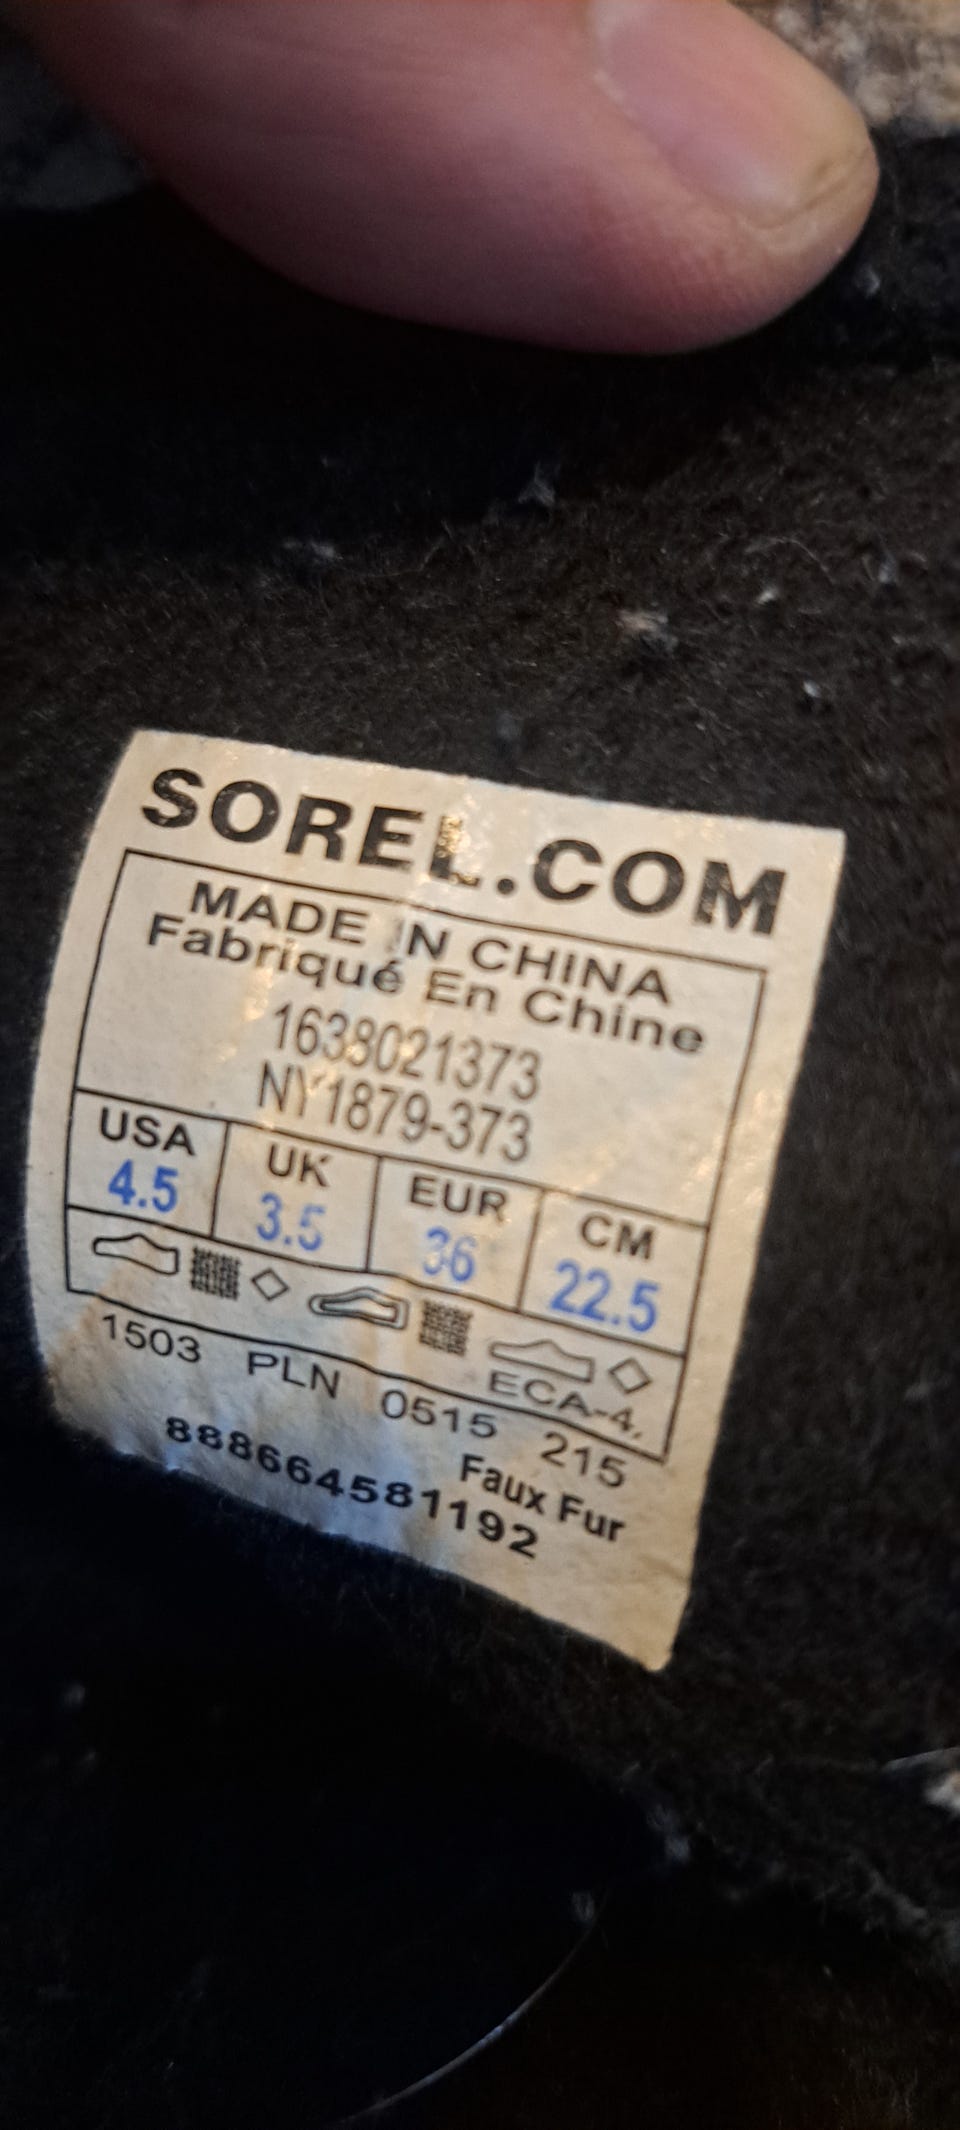 SOREL.COM
MADE IN CHINA
Fabriqué En Chine
1638021373
NY1879-373
USA UK EUR CM
4.5 3.5 36 22.5
ECA-4.
1503 PLN 0515 215
Faux Fur
888664581192